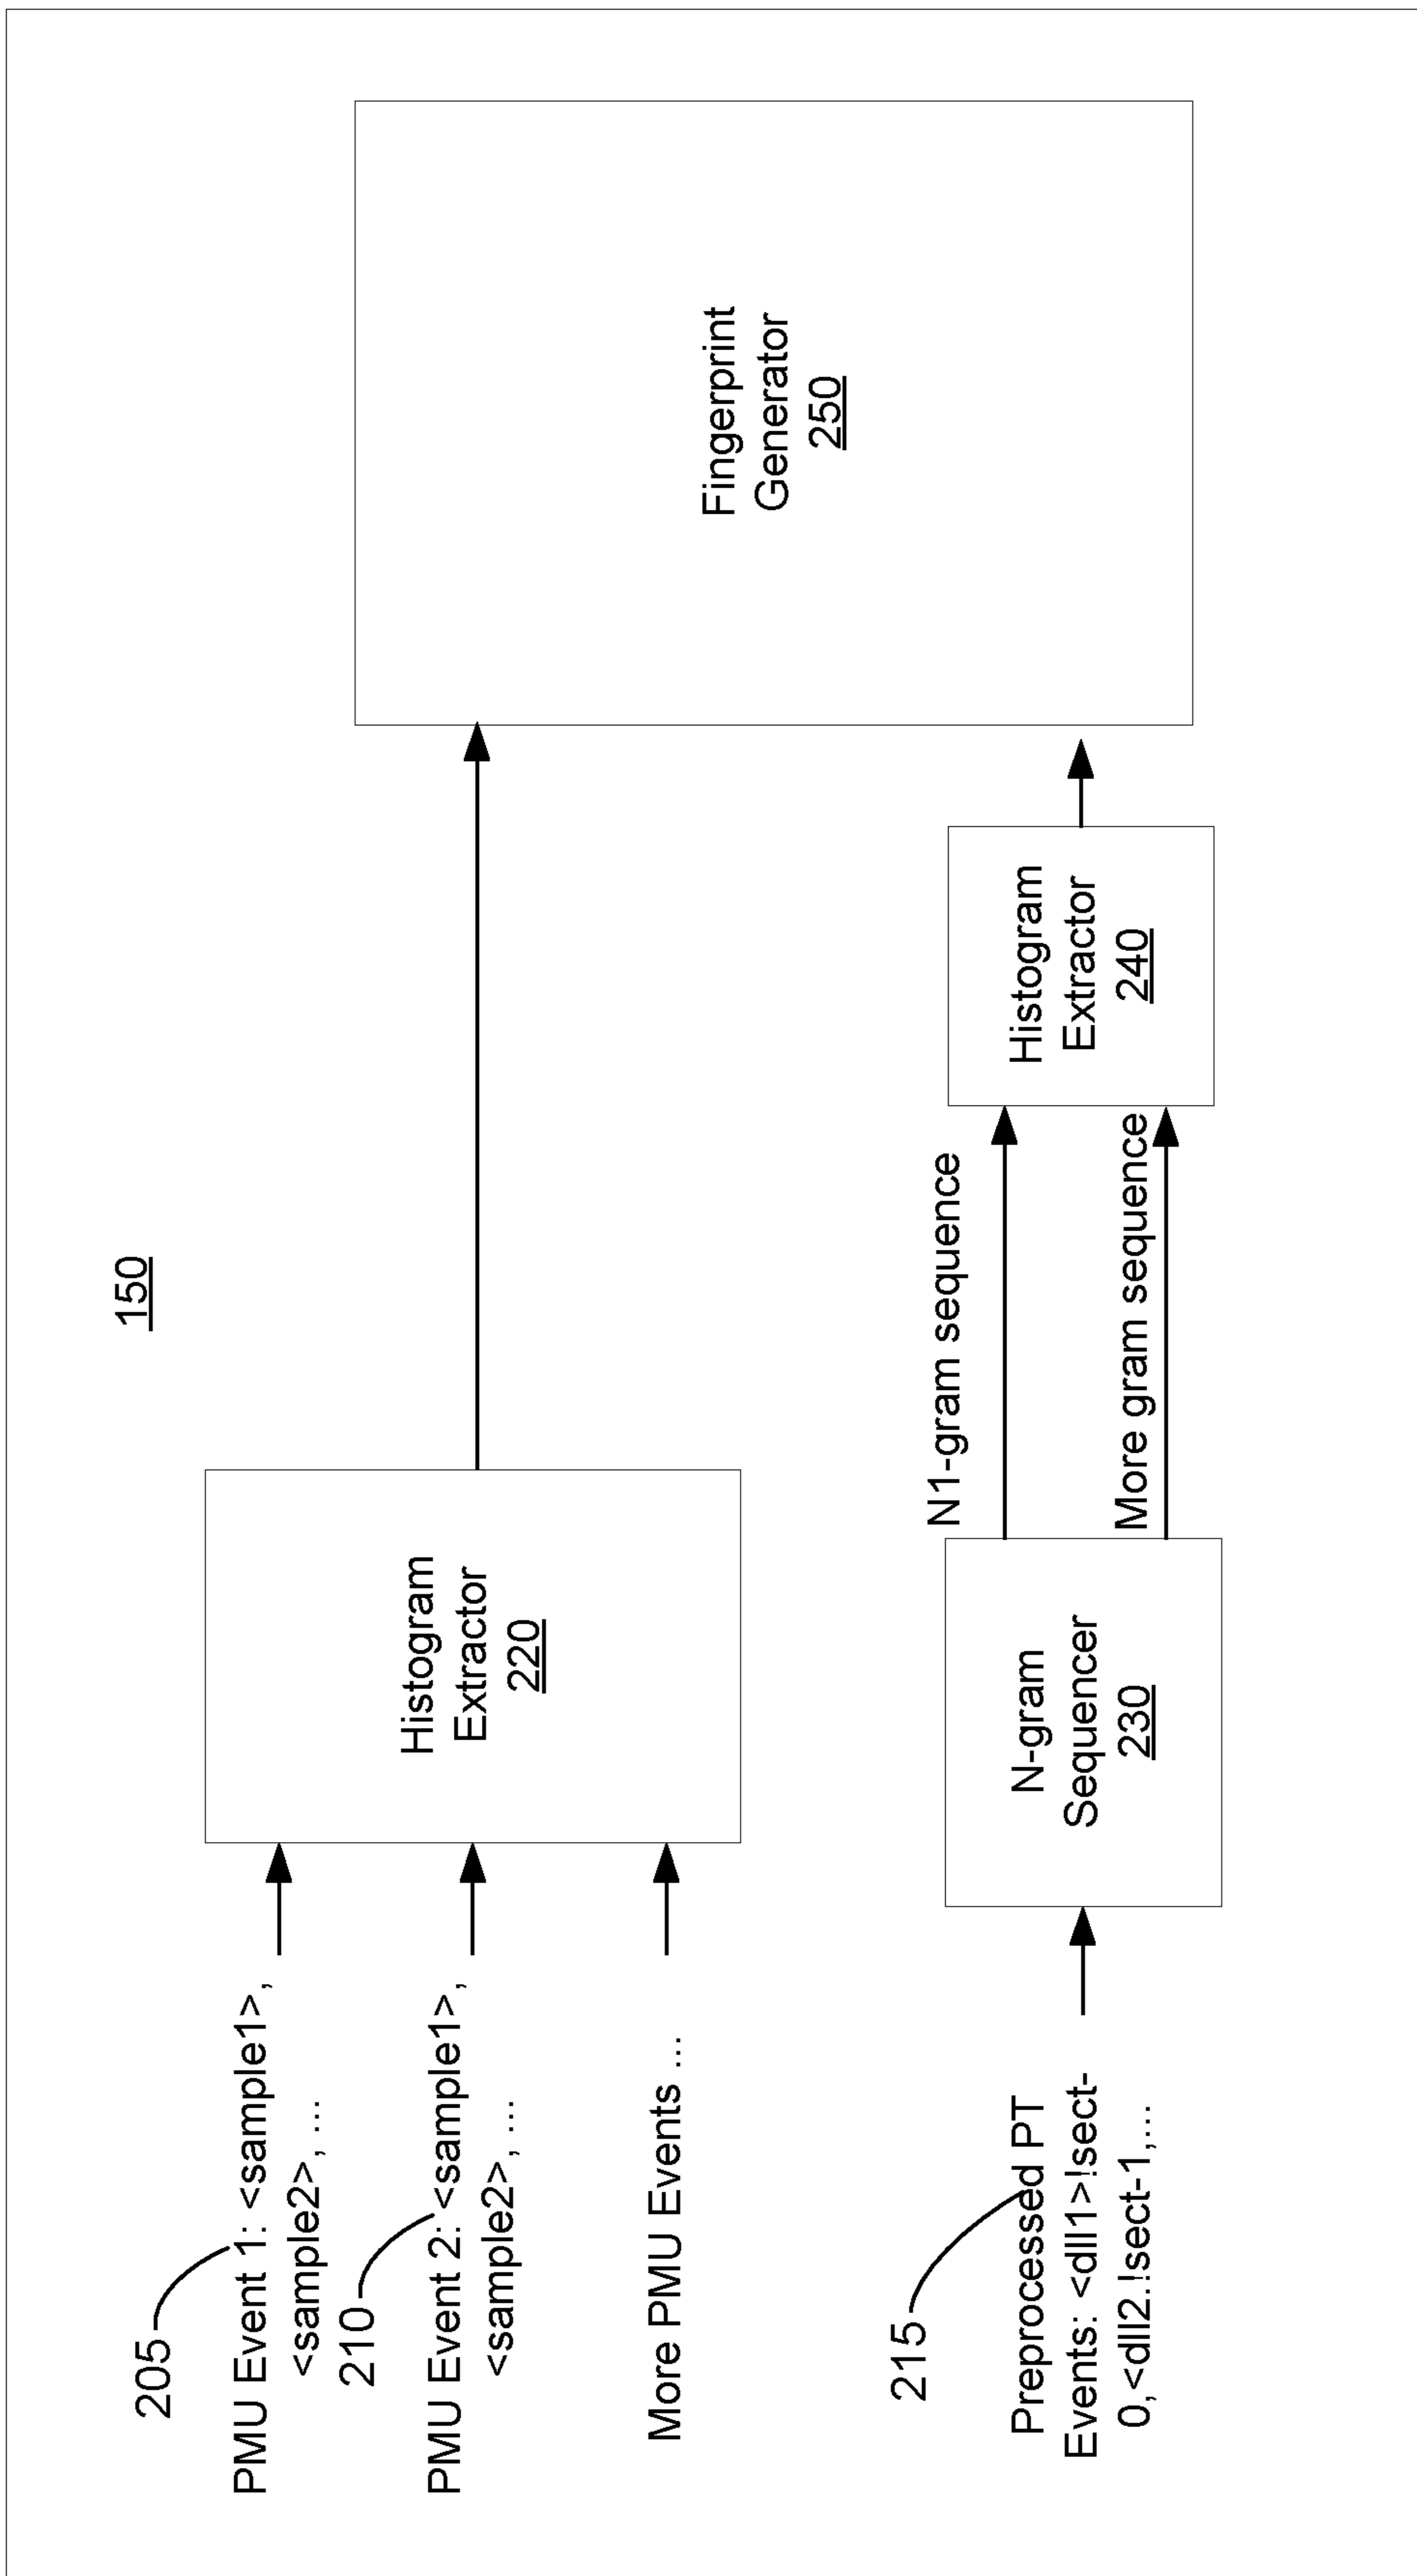 150
205
PMU Event 1: <sample1>,
<sample2>, ...
210
PMU Event 2: <sample1>,
<sample2>, ...
More PMU Events ...
Histogram
Extractor
220
Fingerprint
Generator
250
215
Preprocessed PT
Events: <dll1>!sect-
0,<dll2.!sect-1,...
N-gram
Sequencer
230
N1-gram sequence
More gram sequence
Histogram
Extractor
240